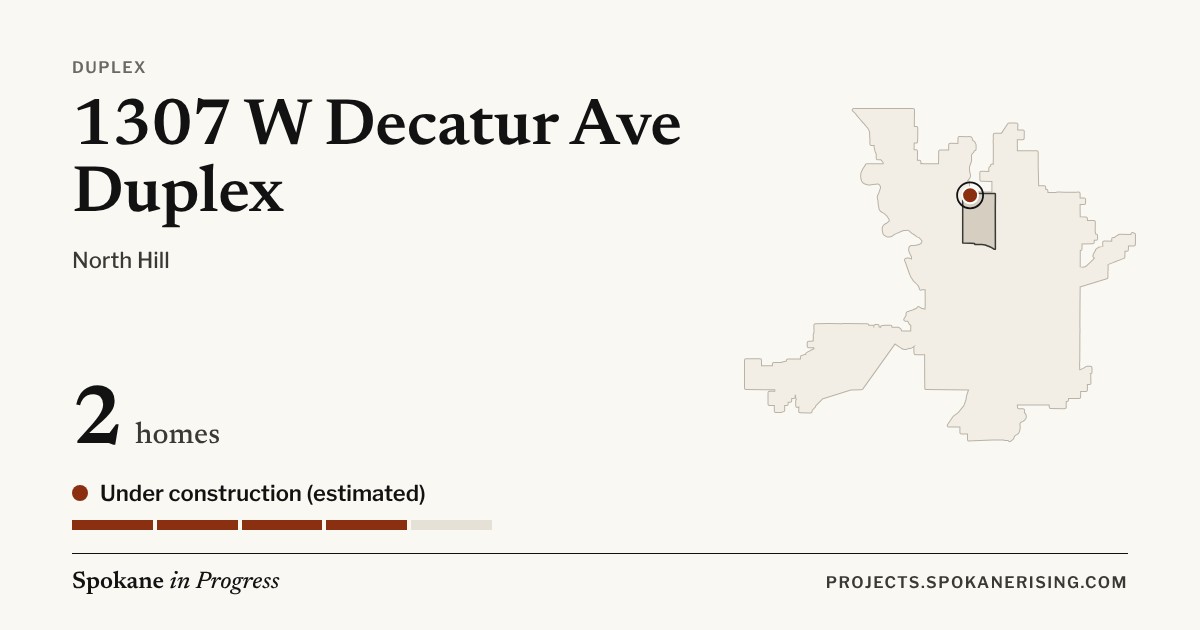 DUPLEX
1307 W Decatur Ave
Duplex
North Hill
2 homes
Under construction (estimated)
Spokane in Progress
PROJECTS.SPOKANERISING.COM